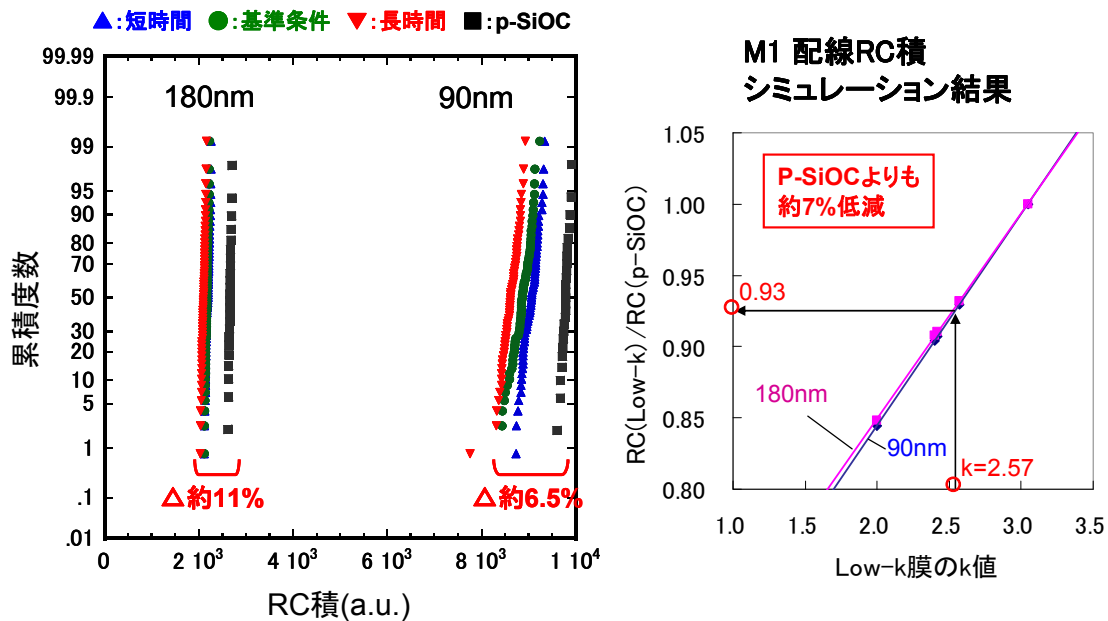 ▲:短時間 ●:基準条件 ▼:長時間 ■:p-SiOC
99.99
99.9
99
95
90
80
70
50
30
20
10
5
1
.1
.01
累積度数
180nm
90nm
△約11%
△約6.5%
0
2 10³
4 10³
6 10³
8 10³
1 10⁴
RC積(a.u.)
M1 配線RC積
シミュレーション結果
1.05
1.00
0.95
0.90
0.85
0.80
RC(Low-k)/RC(p-SiOC)
P-SiOCよりも
約7%低減
0.93
180nm
90nm
k=2.57
1.0
1.5
2.0
2.5
3.0
3.5
Low-k膜のk値